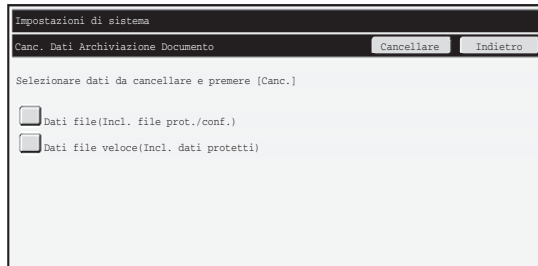 Impostazioni di sistema
Canc. Dati Archiviazione Documento Cancellare Indietro
Selezionare dati da cancellare e premere [Canc.]
Dati file(Incl. file prot./conf.)
Dati file veloce(Incl. dati protetti)